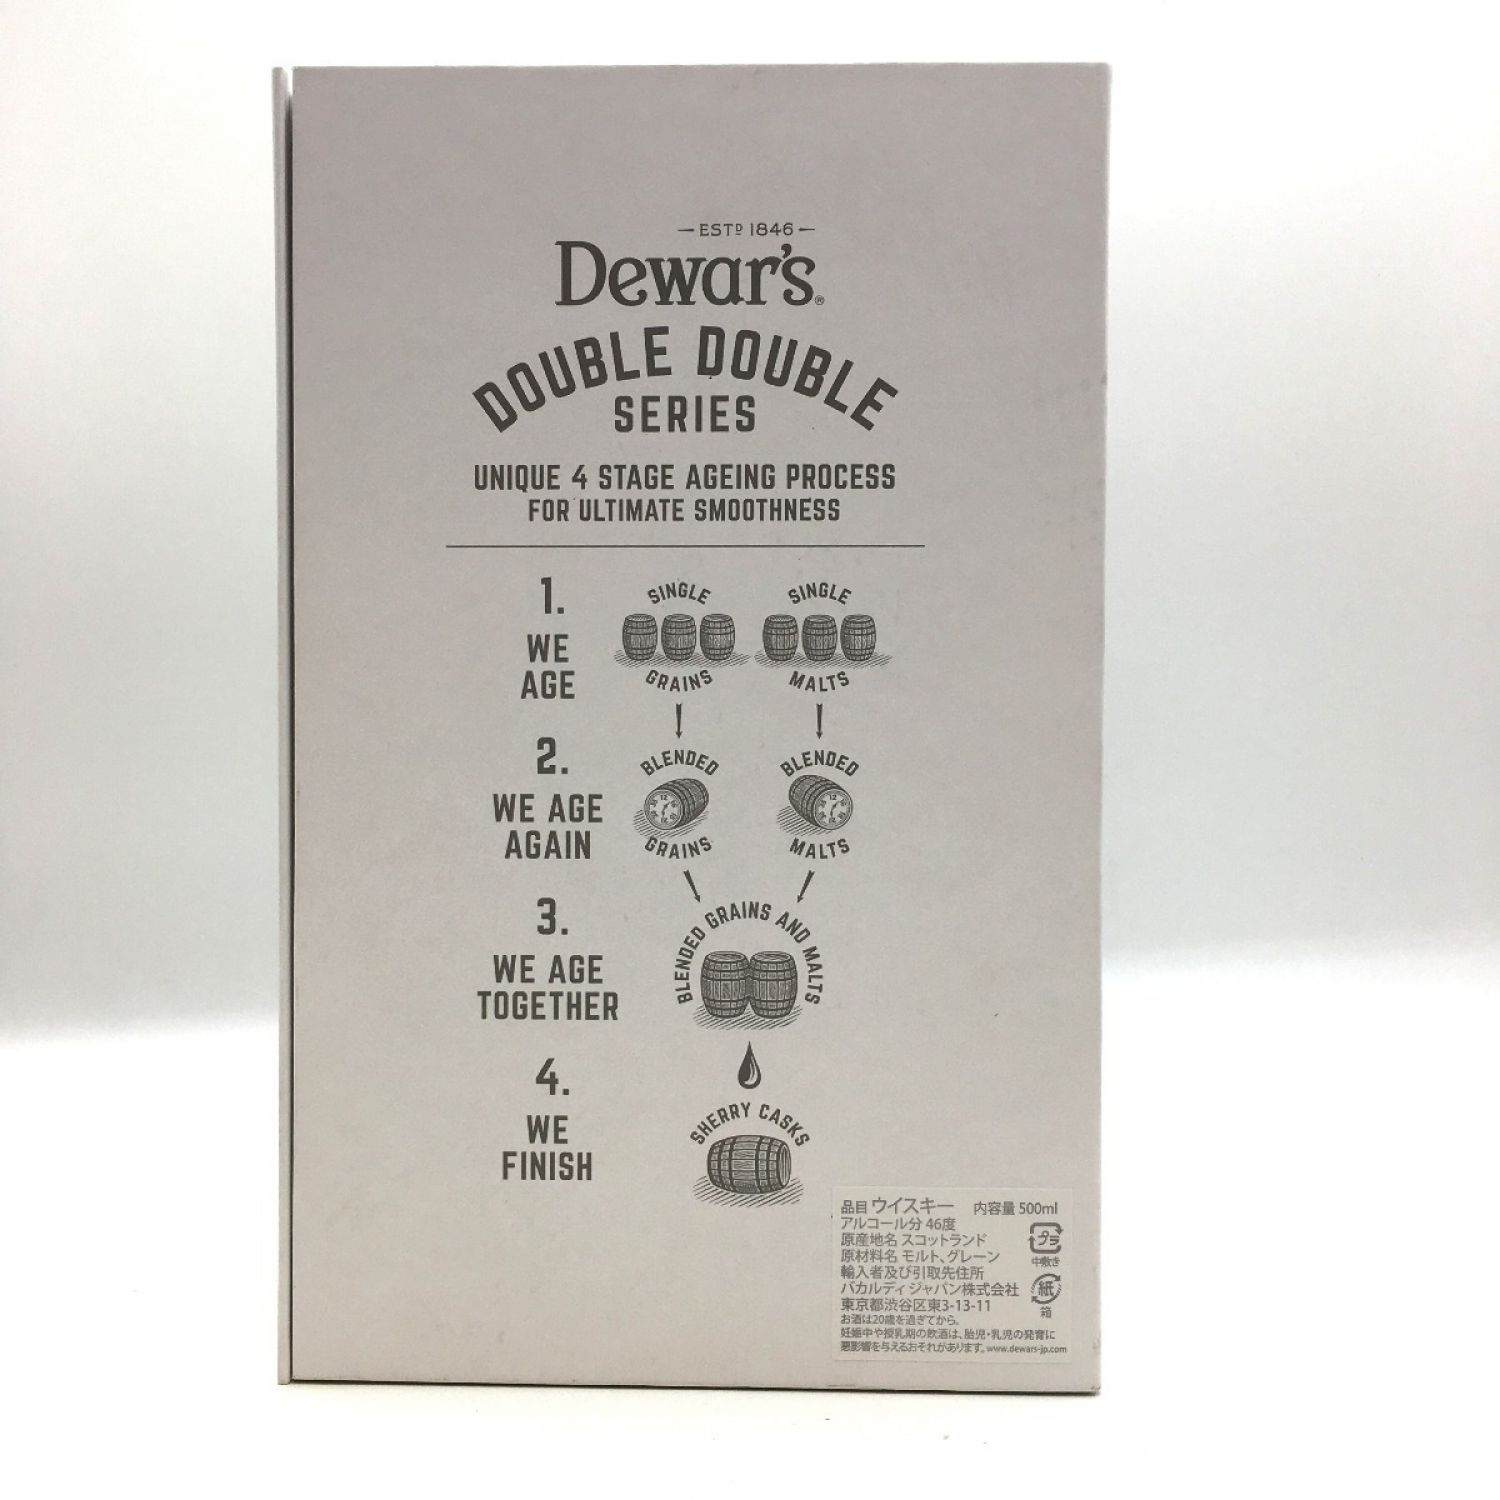 ESTD 1846
Dewar's®
DOUBLE DOUBLE
SERIES
UNIQUE 4 STAGE AGEING PROCESS
FOR ULTIMATE SMOOTHNESS
1.
WE
AGE
SINGLE
GRAINS
SINGLE
MALTS
2.
WE AGE
AGAIN
BLENDED
GRAINS
BLENDED
MALTS
3.
WE AGE
TOGETHER
BLENDED GRAINS AND MALTS
4.
WE
FINISH
SHERRY CASKS
品目 ウイスキー 内容量 500ml
アルコール分 46度
原産地名 スコットランド
原材料名 モルト、グレーン
輸入者及び引取先住所
バカルディ ジャパン株式会社
東京都渋谷区東3-13-11
お酒は20歳を過ぎてから。
妊娠中や授乳期の飲酒は、胎児・乳児の発育に
悪影響を与えるおそれがあります。www.dewars-jp.com
プラ
中敷き
紙
箱